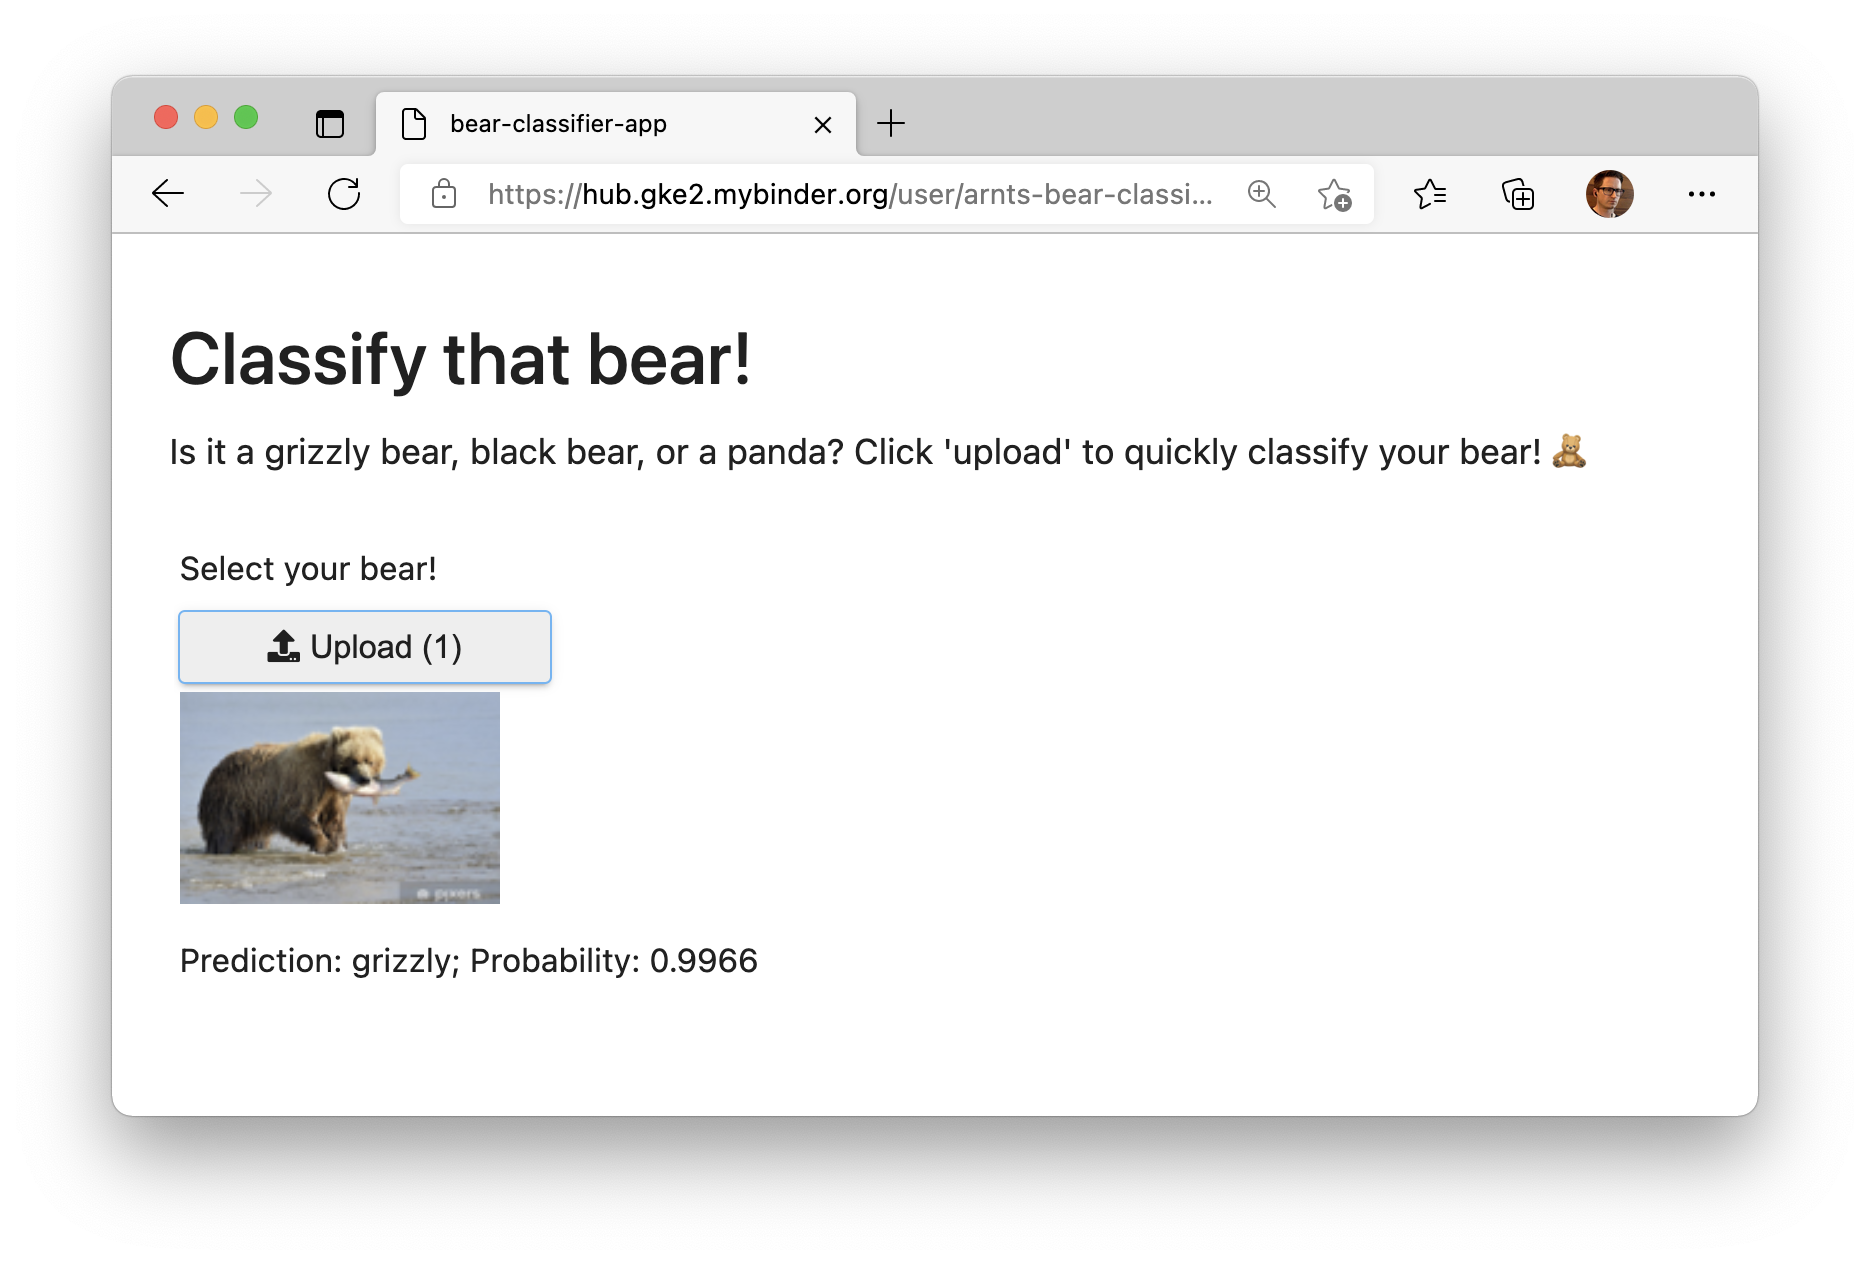 bear-classifier-app
https://hub.gke2.mybinder.org/user/arnts-bear-classi...
Classify that bear!
Is it a grizzly bear, black bear, or a panda? Click 'upload' to quickly classify your bear! 🧸
Select your bear!
Upload (1)
pixers
Prediction: grizzly; Probability: 0.9966